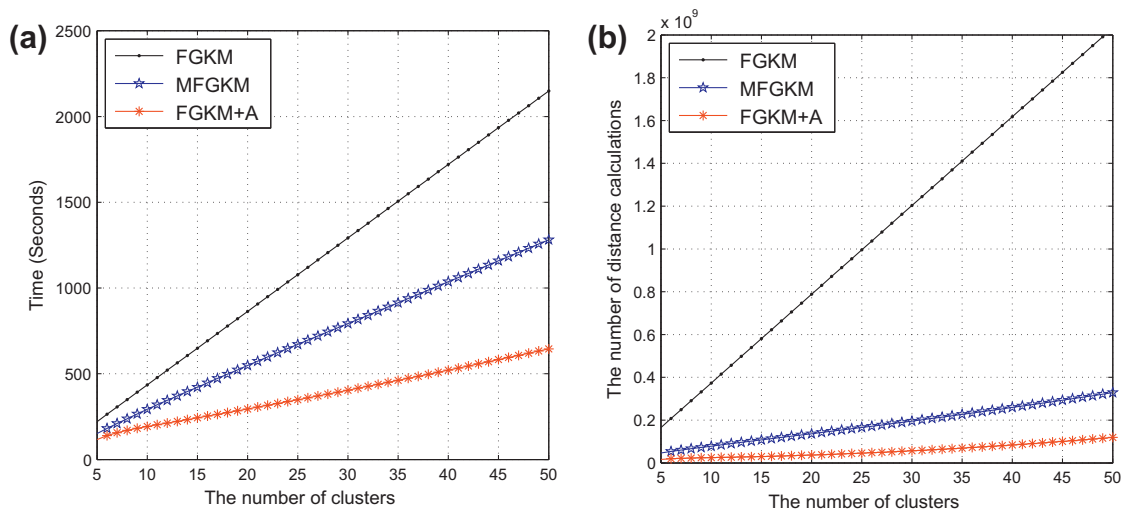 (a)
2500
2000
1500
1000
500
0
5 10 15 20 25 30 35 40 45 50
Time (Seconds)
The number of clusters
FGKM
MFGKM
FGKM+A
(b)
x 10^9
2
1.8
1.6
1.4
1.2
1
0.8
0.6
0.4
0.2
0
5 10 15 20 25 30 35 40 45 50
The number of distance calculations
The number of clusters
FGKM
MFGKM
FGKM+A